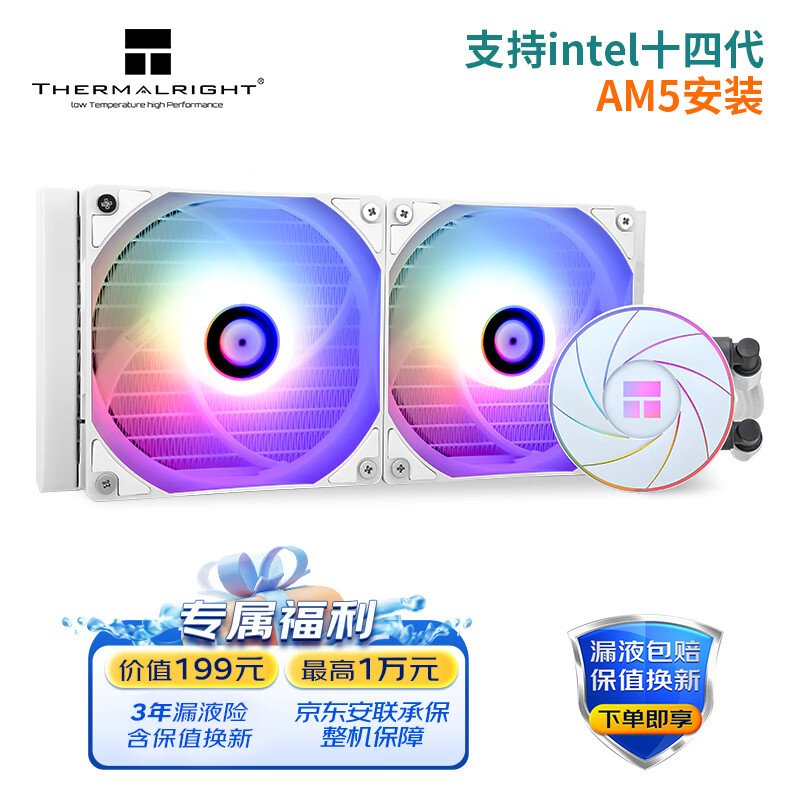 THERMALRIGHT®
low Temperature high Performance
支持intel十四代
AM5安装
专属福利
价值199元
最高1万元
3年漏液险
含保值换新
京东安联承保
整机保障
漏液包赔
保值换新
下单即享